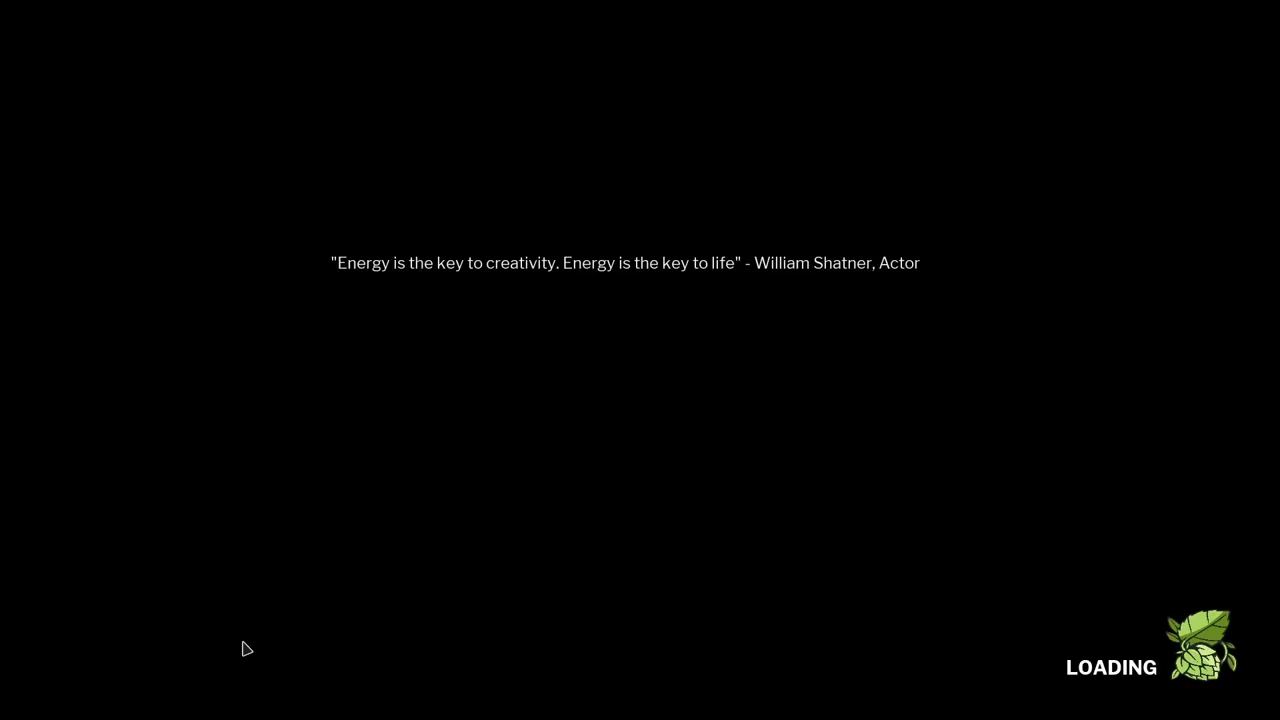 "Energy is the key to creativity. Energy is the key to life" - William Shatner, Actor
LOADING